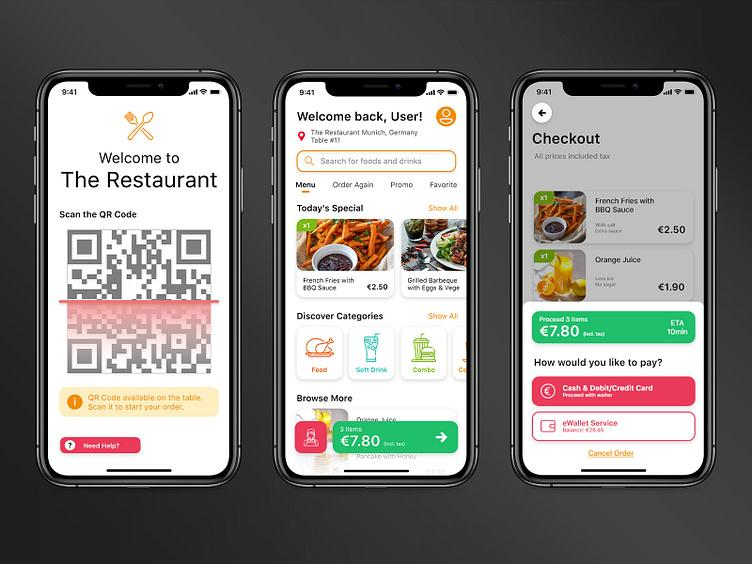 9:41
Welcome to
The Restaurant
Scan the QR Code
QR Code available on the table.
Scan it to start your order.
Need Help?
9:41
Welcome back, User!
The Restaurant Munich, Germany
Table #11
Search for foods and drinks
Menu
Order Again
Promo
Favorite
Today's Special
Show All
x1
French Fries with
BBQ Sauce
€2.50
Grilled Barbeque
with Eggs & Vege
Discover Categories
Show All
Food
Soft Drink
Combo
Co
Browse More
Orange Juice
3 items
€7.80 (incl. tax)
Pancake with Honey
9:41
Checkout
All prices included tax
x1
French Fries with
BBQ Sauce
With salt
Extra sauce
€2.50
x1
Orange Juice
Less ice
No sugar
€1.90
Proceed 3 items
€7.80 (incl. tax)
ETA
10min
How would you like to pay?
Cash & Debit/Credit Card
Proceed with waiter
eWallet Service
Balance: €28.45
Cancel Order